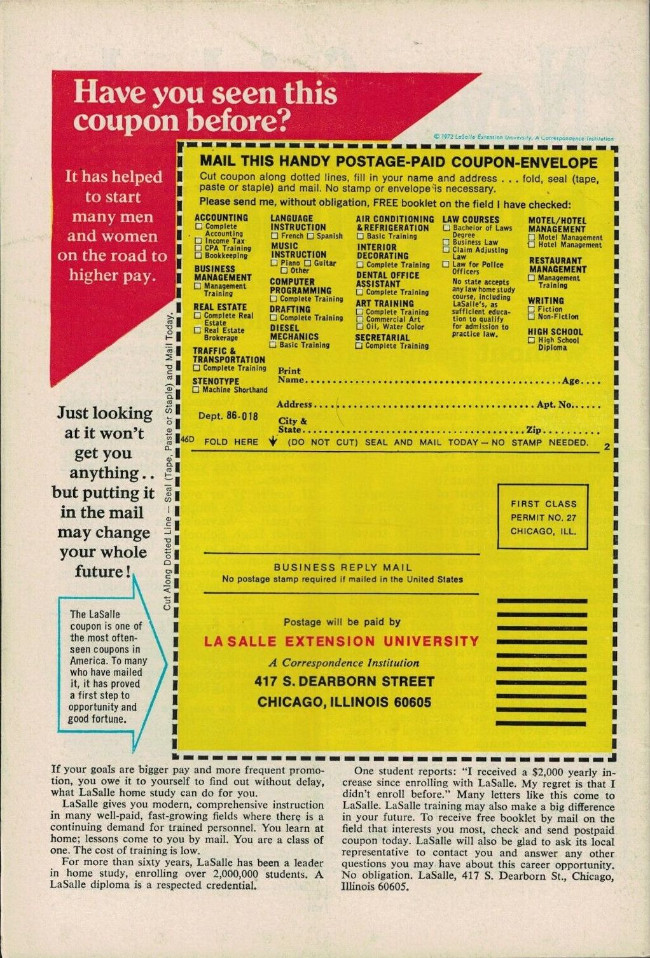 Have you seen this
coupon before?
© 1972 LaSalle Extension University, A Correspondence Institution
It has helped
to start
many men
and women
on the road to
higher pay.
Just looking
at it won't
get you
anything..
but putting it
in the mail
may change
your whole
future!
The LaSalle
coupon is one of
the most often-
seen coupons in
America. To many
who have mailed
it, it has proved
a first step to
opportunity and
good fortune.
Cut Along Dotted Line — Seal (Tape, Paste or Staple) and Mail Today.
MAIL THIS HANDY POSTAGE-PAID COUPON-ENVELOPE
Cut coupon along dotted lines, fill in your name and address . . . fold, seal (tape,
paste or staple) and mail. No stamp or envelope is necessary.
Please send me, without obligation, FREE booklet on the field I have checked:
ACCOUNTING
Complete
Accounting
Income Tax
CPA Training
Bookkeeping
BUSINESS
MANAGEMENT
Management
Training
REAL ESTATE
Complete Real
Estate
Real Estate
Brokerage
TRAFFIC &
TRANSPORTATION
Complete Training
STENOTYPE
Machine Shorthand
LANGUAGE
INSTRUCTION
French Spanish
MUSIC
INSTRUCTION
Piano Guitar
Other
COMPUTER
PROGRAMMING
Complete Training
DRAFTING
Complete Training
DIESEL
MECHANICS
Basic Training
AIR CONDITIONING
& REFRIGERATION
Basic Training
INTERIOR
DECORATING
Complete Training
DENTAL OFFICE
ASSISTANT
Complete Training
ART TRAINING
Complete Training
Commercial Art
Oil, Water Color
SECRETARIAL
Complete Training
LAW COURSES
Bachelor of Laws
Degree
Business Law
Claim Adjusting
Law
Law for Police
Officers
No state accepts
any law home study
course, including
LaSalle's, as
sufficient educa-
tion to qualify
for admission to
practice law.
MOTEL/HOTEL
MANAGEMENT
Motel Management
Hotel Management
RESTAURANT
MANAGEMENT
Management
Training
WRITING
Fiction
Non-Fiction
HIGH SCHOOL
High School
Diploma
Print
Name.......... Age....
Address.......... Apt. No.....
Dept. 86-018
City &
State.......... Zip..........
46D FOLD HERE ↓ (DO NOT CUT) SEAL AND MAIL TODAY — NO STAMP NEEDED. 2
FIRST CLASS
PERMIT NO. 27
CHICAGO, ILL.
BUSINESS REPLY MAIL
No postage stamp required if mailed in the United States
Postage will be paid by
LA SALLE EXTENSION UNIVERSITY
A Correspondence Institution
417 S. DEARBORN STREET
CHICAGO, ILLINOIS 60605
If your goals are bigger pay and more frequent promo-
tion, you owe it to yourself to find out without delay,
what LaSalle home study can do for you.
LaSalle gives you modern, comprehensive instruction
in many well-paid, fast-growing fields where there is a
continuing demand for trained personnel. You learn at
home; lessons come to you by mail. You are a class of
one. The cost of training is low.
For more than sixty years, LaSalle has been a leader
in home study, enrolling over 2,000,000 students. A
LaSalle diploma is a respected credential.
One student reports: "I received a $2,000 yearly in-
crease since enrolling with LaSalle. My regret is that I
didn't enroll before." Many letters like this come to
LaSalle. LaSalle training may also make a big difference
in your future. To receive free booklet by mail on the
field that interests you most, check and send postpaid
coupon today. LaSalle will also be glad to ask its local
representative to contact you and answer any other
questions you may have about this career opportunity.
No obligation. LaSalle, 417 S. Dearborn St., Chicago,
Illinois 60605.